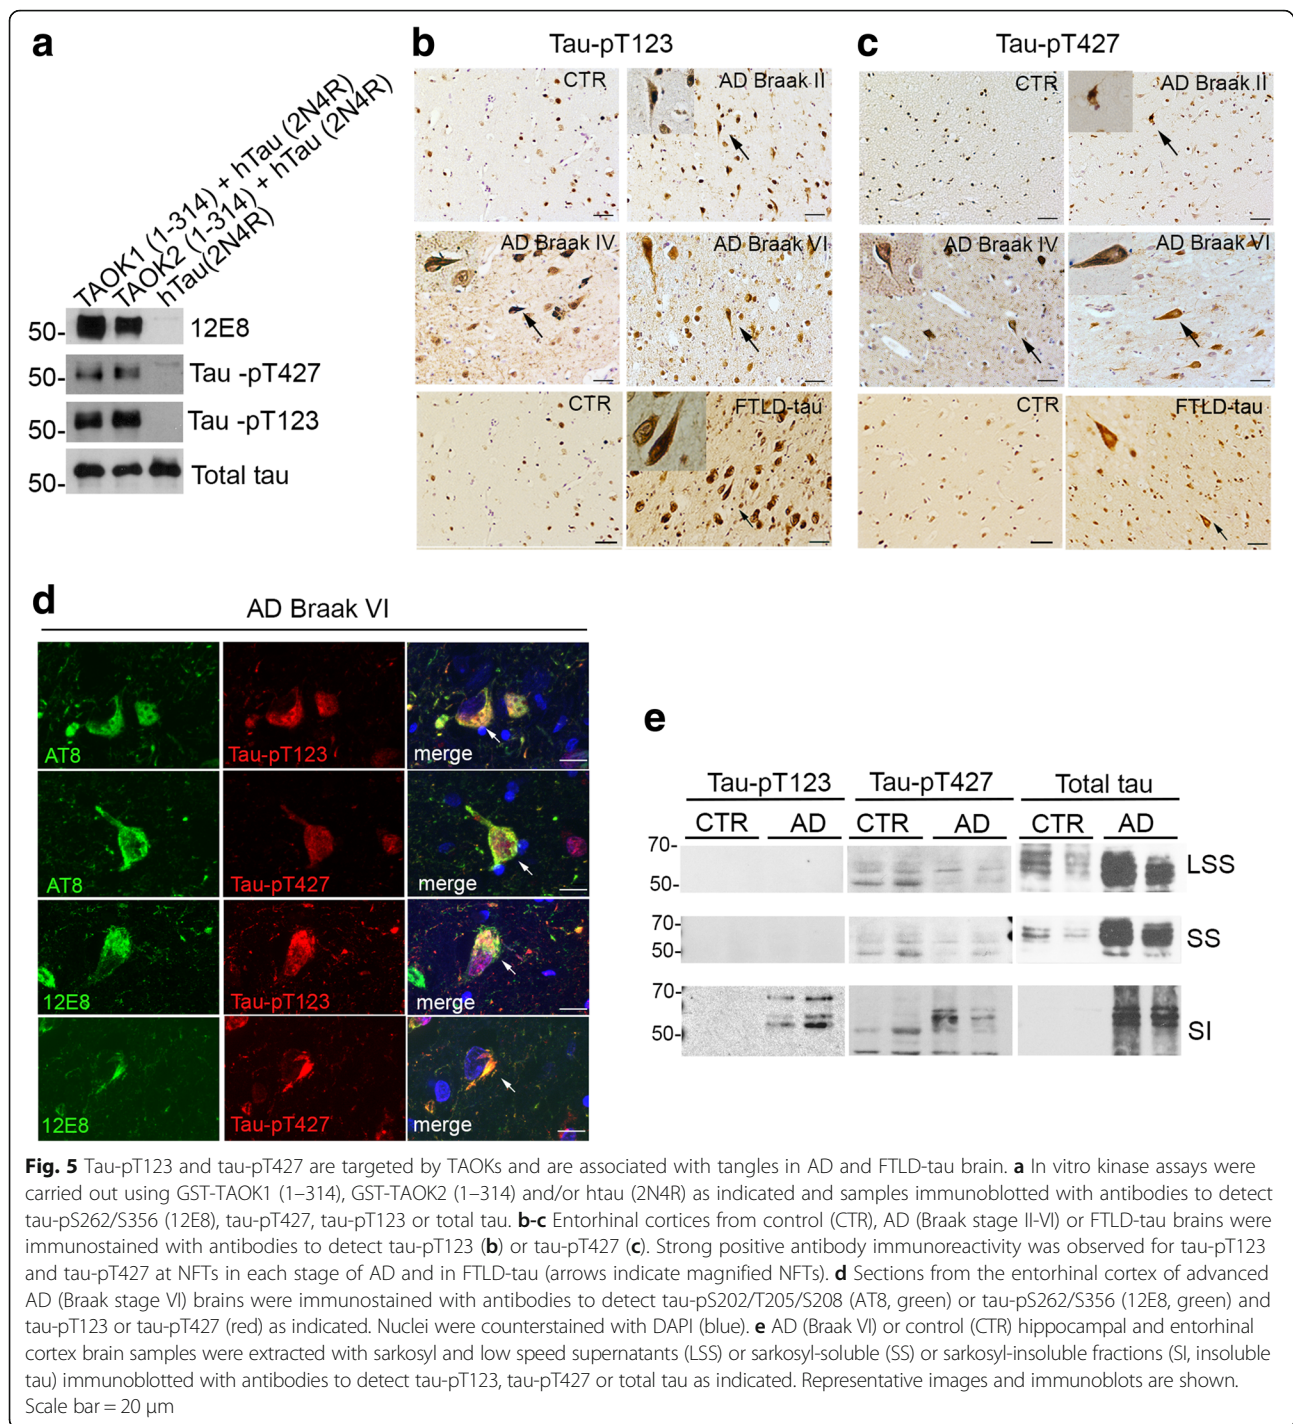 a
TAOK1 (1-314) + hTau (2N4R)
TAOK2 (1-314) + hTau (2N4R)
hTau(2N4R)
50- 12E8
50- Tau -pT427
50- Tau -pT123
50- Total tau
b Tau-pT123
CTR AD Braak II
AD Braak IV AD Braak VI
CTR FTLD-tau
c Tau-pT427
CTR AD Braak II
AD Braak IV AD Braak VI
CTR FTLD-tau
d
AD Braak VI
AT8 Tau-pT123 merge
AT8 Tau-pT427 merge
12E8 Tau-pT123 merge
12E8 Tau-pT427 merge
e
Tau-pT123 Tau-pT427 Total tau
CTR AD CTR AD CTR AD
70-
50- LSS
70-
50- SS
70-
50- SI
Fig. 5 Tau-pT123 and tau-pT427 are targeted by TAOKs and are associated with tangles in AD and FTLD-tau brain. a In vitro kinase assays were
carried out using GST-TAOK1 (1–314), GST-TAOK2 (1–314) and/or htau (2N4R) as indicated and samples immunoblotted with antibodies to detect
tau-pS262/S356 (12E8), tau-pT427, tau-pT123 or total tau. b-c Entorhinal cortices from control (CTR), AD (Braak stage II-VI) or FTLD-tau brains were
immunostained with antibodies to detect tau-pT123 (b) or tau-pT427 (c). Strong positive antibody immunoreactivity was observed for tau-pT123
and tau-pT427 at NFTs in each stage of AD and in FTLD-tau (arrows indicate magnified NFTs). d Sections from the entorhinal cortex of advanced
AD (Braak stage VI) brains were immunostained with antibodies to detect tau-pS202/T205/S208 (AT8, green) or tau-pS262/S356 (12E8, green) and
tau-pT123 or tau-pT427 (red) as indicated. Nuclei were counterstained with DAPI (blue). e AD (Braak VI) or control (CTR) hippocampal and entorhinal
cortex brain samples were extracted with sarkosyl and low speed supernatants (LSS) or sarkosyl-soluble (SS) or sarkosyl-insoluble fractions (SI, insoluble
tau) immunoblotted with antibodies to detect tau-pT123, tau-pT427 or total tau as indicated. Representative images and immunoblots are shown.
Scale bar = 20 μm